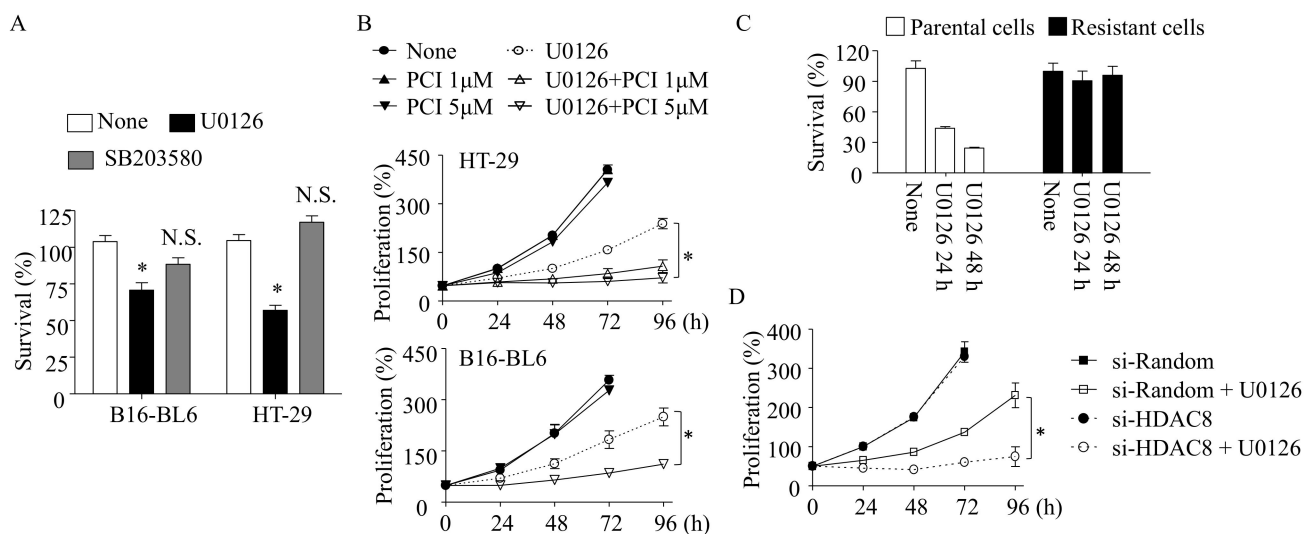 A
None U0126
SB203580
Survival (%)
125
100
75
50
25
0
* N.S.
* N.S.
B16-BL6 HT-29
B
None U0126
PCI 1µM U0126+PCI 1µM
PCI 5µM U0126+PCI 5µM
HT-29
Proliferation (%)
450
300
150
0
*
0 24 48 72 96 (h)
B16-BL6
Proliferation (%)
450
300
150
0
*
0 24 48 72 96 (h)
C
Parental cells Resistant cells
Survival (%)
120
90
60
30
0
None
U0126 24 h
U0126 48 h
None
U0126 24 h
U0126 48 h
D
Proliferation (%)
400
300
200
100
0
*
0 24 48 72 96 (h)
si-Random
si-Random + U0126
si-HDAC8
si-HDAC8 + U0126